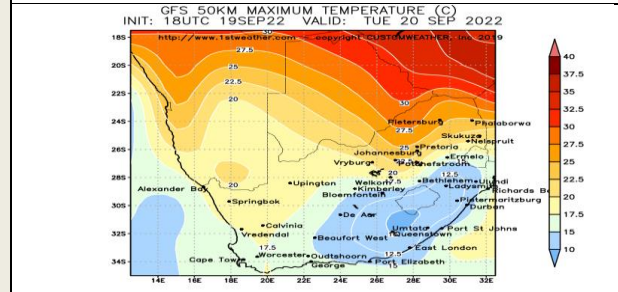 GFS 50KM MAXIMUM TEMPERATURE (C)
INIT: 18UTC 19SEP22 VALID: TUE 20 SEP 2022
http://www.1stweather.com copyright CUSTOMWEATHER, Inc 2019
18S
20S
22S
24S
26S
28S
30S
32S
34S
14E 16E 18E 20E 22E 24E 26E 28E 30E 32E
30
27.5
25
22.5
20
30
27.5
25
20
20
17.5
12.5
12.5
15
Pietersburg
Phalaborwa
Skukuza
Nelspruit
Pretoria
Johannesburg
Ermelo
Vryburg
Potchefstroom
Welkom
Bethlehem
Ulundi
Kimberley
Ladysmith
Richards B
Upington
Bloemfontein
Alexander Bay
Springbok
Pietermaritzburg
Durban
De Aar
Calvinia
Vredendal
Umtata
Port St Johns
Queenstown
Beaufort West
East London
Cape Town
Worcester
Oudtshoorn
George
Port Elizabeth
40
37.5
35
32.5
30
27.5
25
22.5
20
17.5
15
10